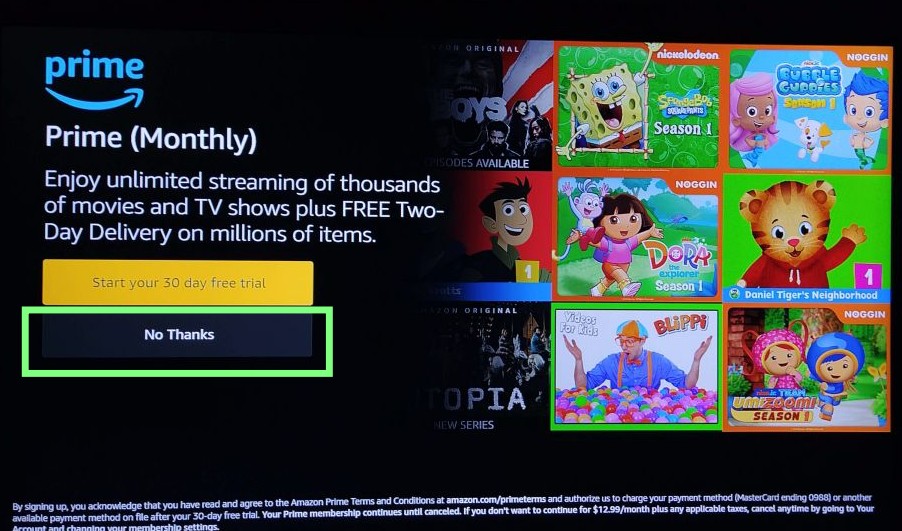 prime
Prime (Monthly)
Enjoy unlimited streaming of thousands
of movies and TV shows plus FREE Two-
Day Delivery on millions of items.
Start your 30 day free trial
No Thanks
ORIGINAL
OYS
AVAILABLE
nickelodeon
SpongeBob
SQUAREPANTS
Season 1
NOGGIN
BUBBLE
GUPPIES
Season 1
1
NOGGIN
DORA
the
explorer
Season 1
1
Daniel Tiger's Neighborhood
ORIGINAL
TOPIA
NEW SERIES
Videos
For Kids
BLiPPi
NOGGIN
TEAM
UMIZOOMI
SEASON 1
By signing up, you acknowledge that you have read and agree to the Amazon Prime Terms and Conditions at amazon.com/primeterms and authorize us to charge your payment method (MasterCard ending 0988) or another
available payment method on file after your 30-day free trial. Your Prime membership continues until canceled. If you don't want to continue for $12.99/month plus any applicable taxes, cancel anytime by going to Your
Account and changing your membership settings.